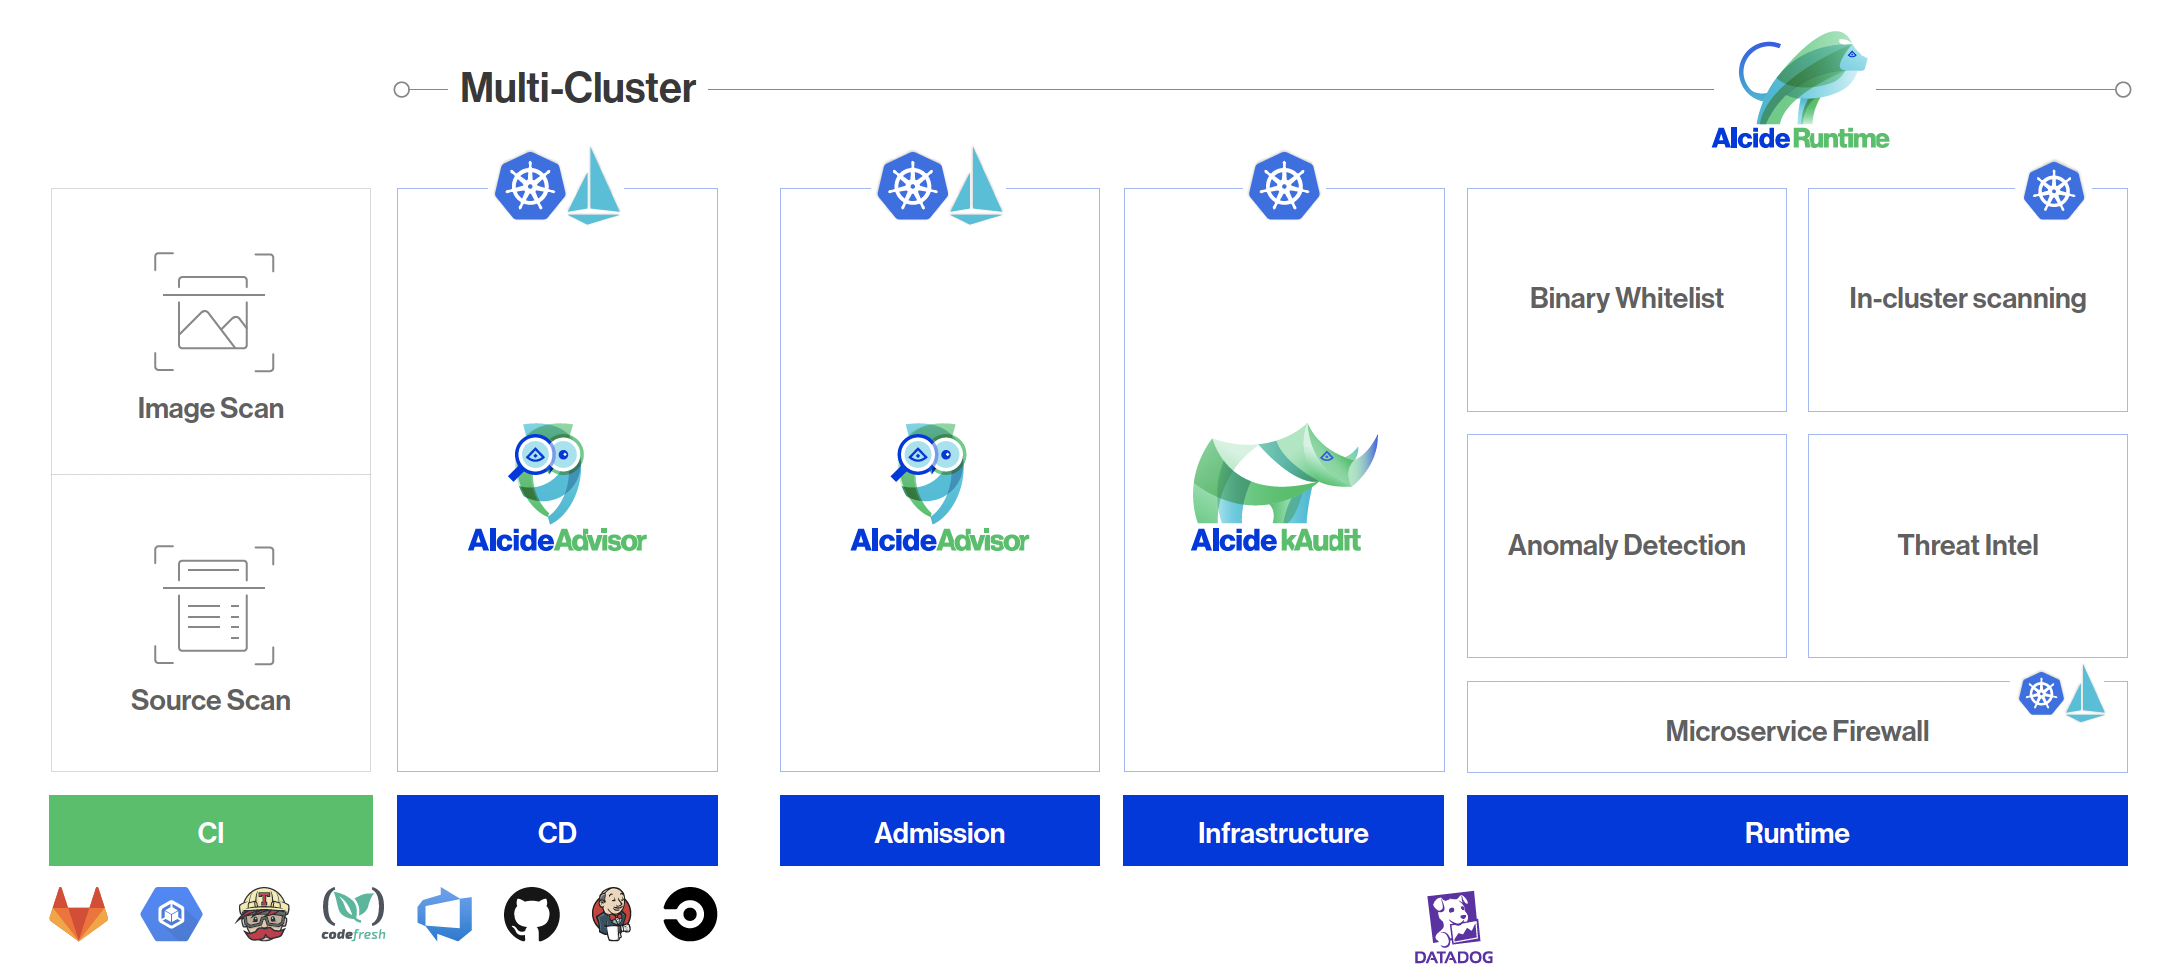 Multi-Cluster
Alcide Runtime
Image Scan
Source Scan
AlcideAdvisor
AlcideAdvisor
Alcide kAudit
Binary Whitelist
In-cluster scanning
Anomaly Detection
Threat Intel
Microservice Firewall
CI
CD
Admission
Infrastructure
Runtime
T
codefresh
DATADOG